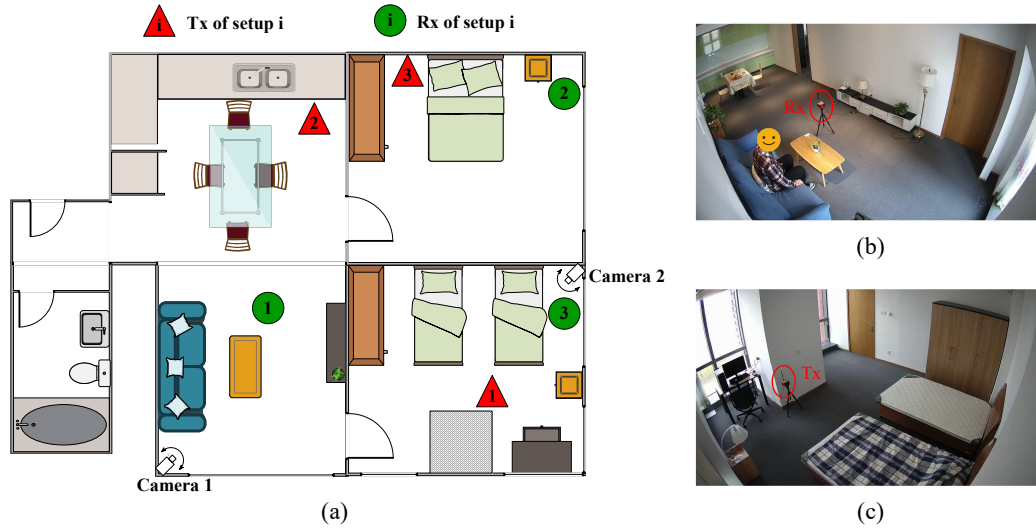 i Tx of setup i
i Rx of setup i
3
2
2
1
3
1
Camera 2
Camera 1
(a)
Rx
(b)
Tx
(c)